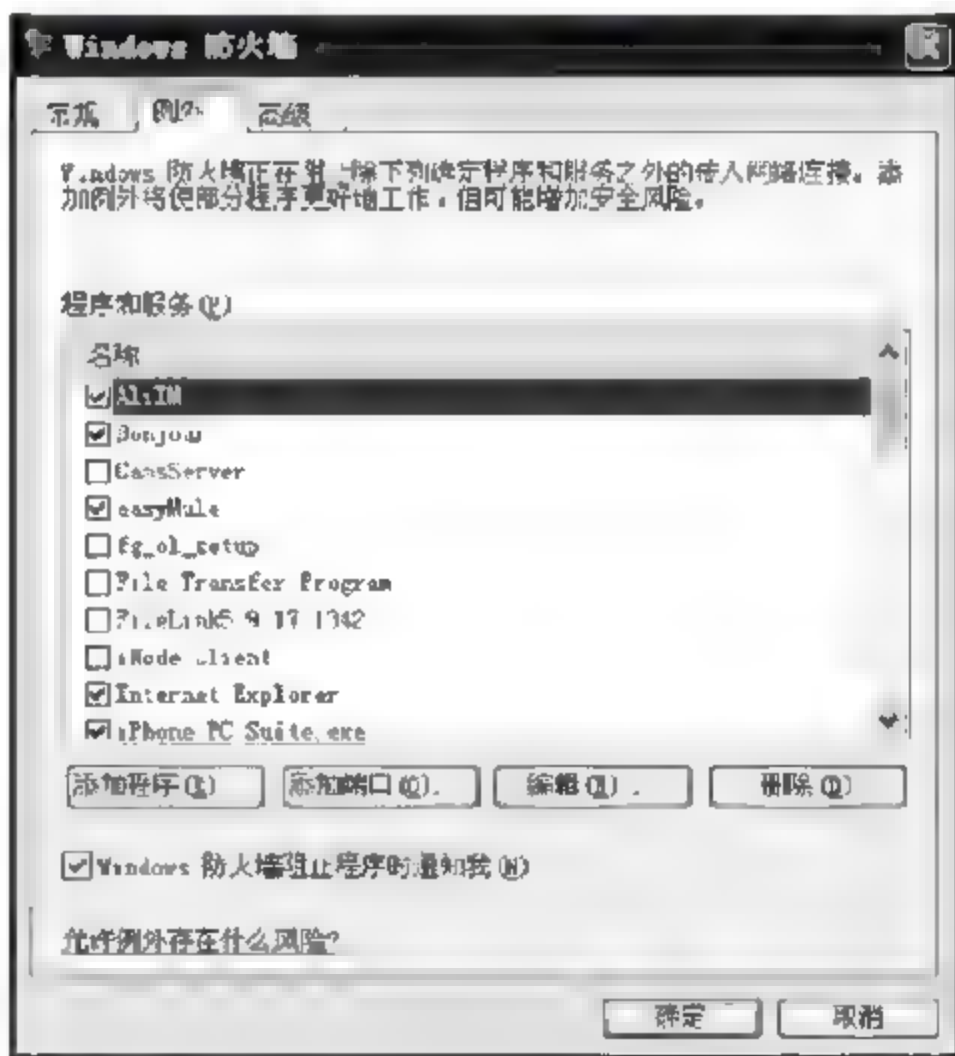 Windows 防火墙
常规 例外 高级
Windows 防火墙正在阻止除下列选定程序和服务之外的传入网络连接。添
加例外将使部分程序更好地工作，但可能增加安全风险。
程序和服务(P)
名称
AliIM
Bonjour
easyMule
fg_ol_setup
File Transfer Program
FileLink5 9 17 1342
iNode Client
Internet Explorer
iPhone PC Suite.exe
添加程序(R) 添加端口(O). 编辑(E) . 删除(D)
Windows 防火墙阻止程序时通知我(N)
允许例外存在什么风险?
确定 取消